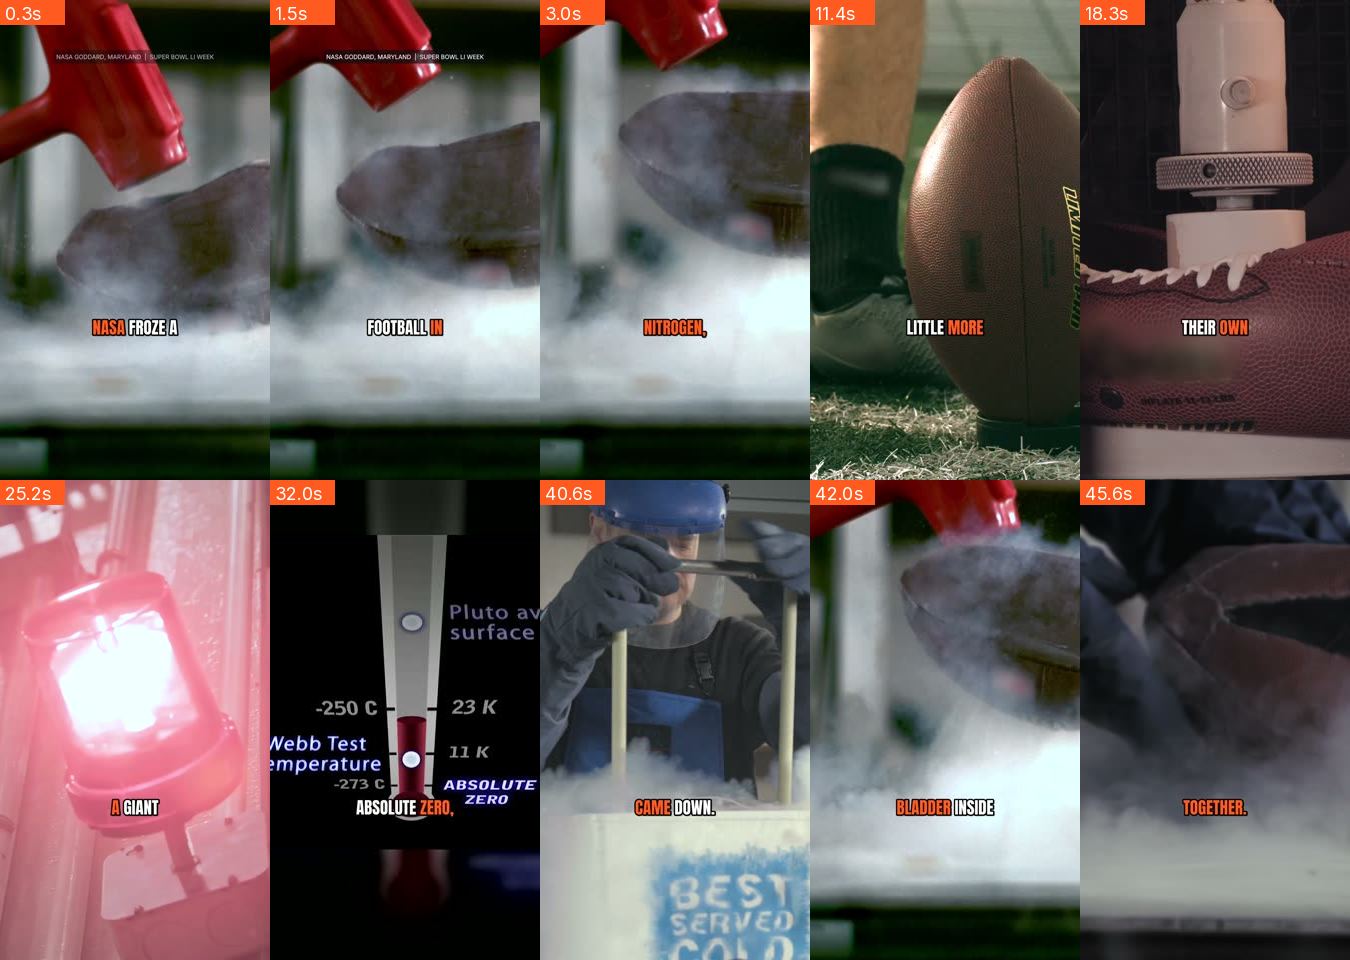 0.3s
NASA GODDARD, MARYLAND | SUPER BOWL LI WEEK
NASA FROZE A
1.5s
NASA GODDARD, MARYLAND | SUPER BOWL LI WEEK
FOOTBALL IN
3.0s
NITROGEN,
11.4s
LITTLE MORE
18.3s
THEIR OWN
25.2s
A GIANT
32.0s
Pluto av
surface
-250 C
23 K
Webb Test
emperature
11 K
-273 C
ABSOLUTE
ZERO
ABSOLUTE ZERO,
40.6s
CAME DOWN.
BEST
SERVED
COLD
42.0s
BLADDER INSIDE
45.6s
TOGETHER.